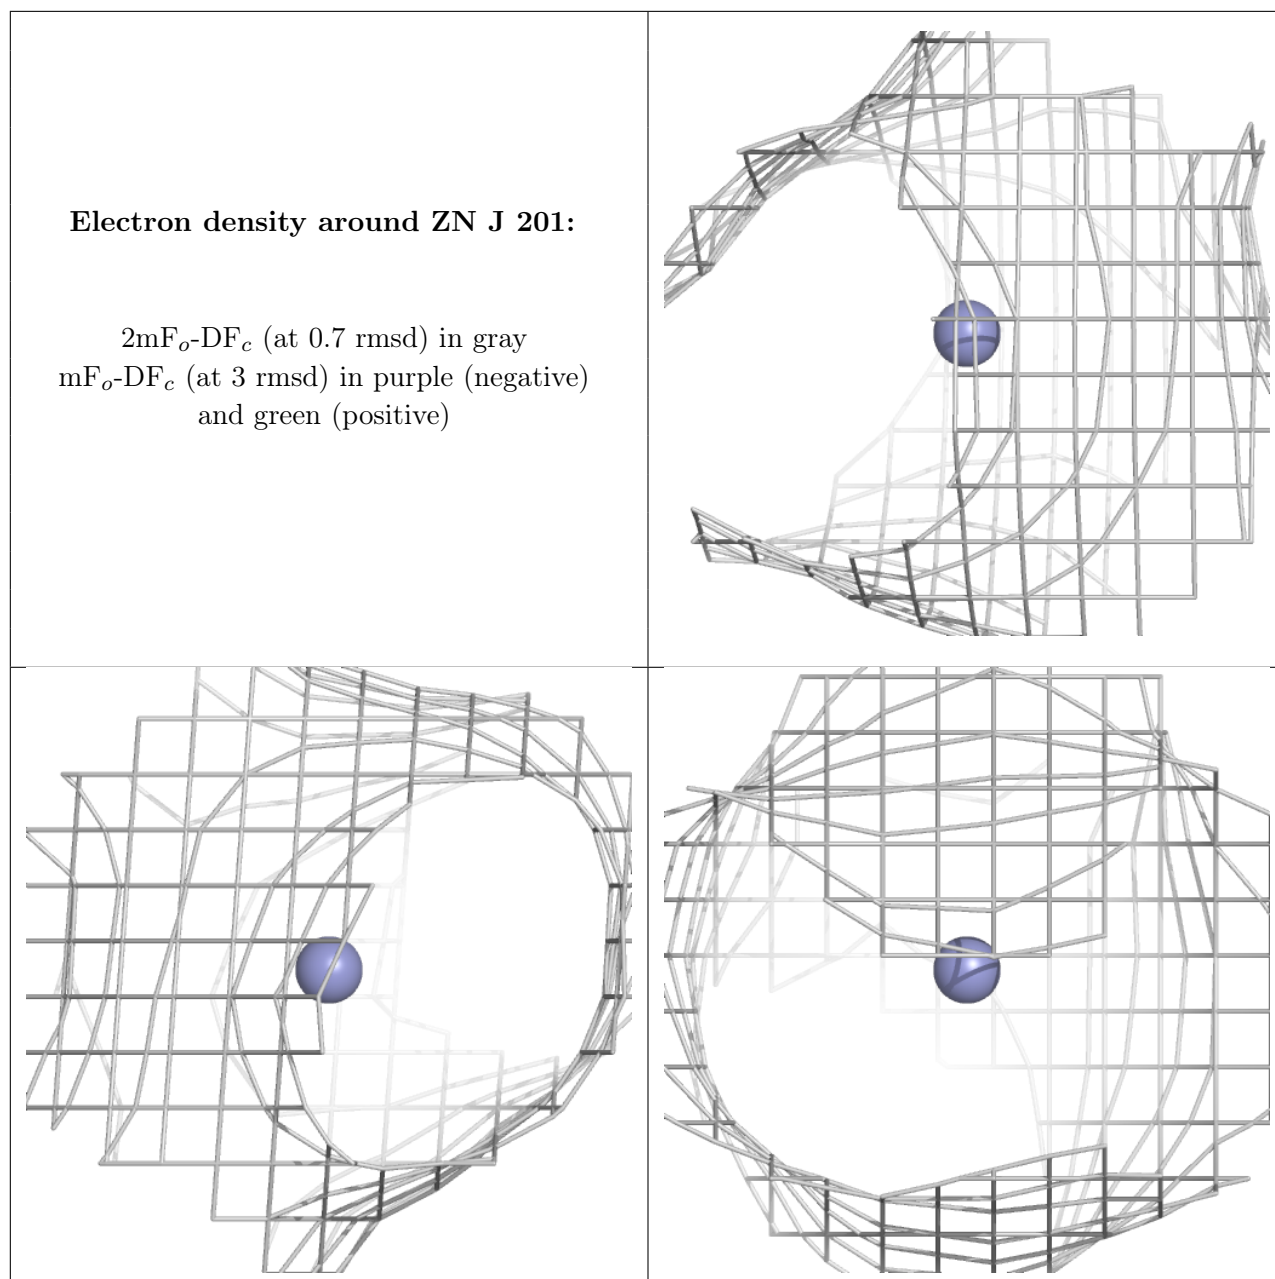 Electron density around ZN J 201:
2mFo-DFc (at 0.7 rmsd) in gray
mFo-DFc (at 3 rmsd) in purple (negative)
and green (positive)